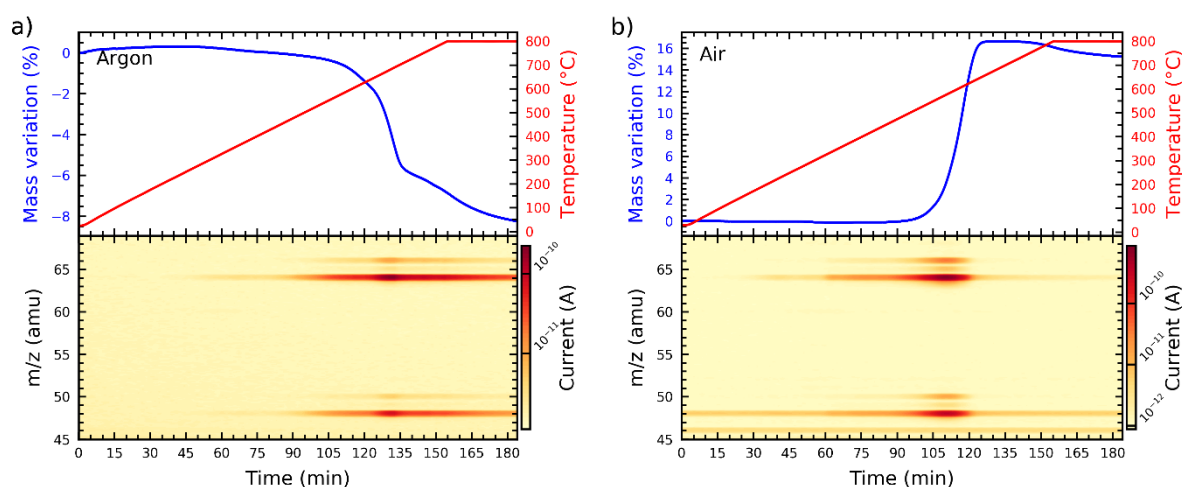 a)
Argon
Mass variation (%)
0
−2
−4
−6
−8
800
700
600
500
400
300
200
100
0
Temperature (°C)
m/z (amu)
65
60
55
50
45
10⁻¹⁰
10⁻¹¹
Current (A)
0 15 30 45 60 75 90 105 120 135 150 165 180
Time (min)
b)
Air
Mass variation (%)
16
14
12
10
8
6
4
2
0
800
700
600
500
400
300
200
100
0
Temperature (°C)
m/z (amu)
65
60
55
50
45
10⁻¹⁰
10⁻¹¹
10⁻¹²
Current (A)
0 15 30 45 60 75 90 105 120 135 150 165 180
Time (min)